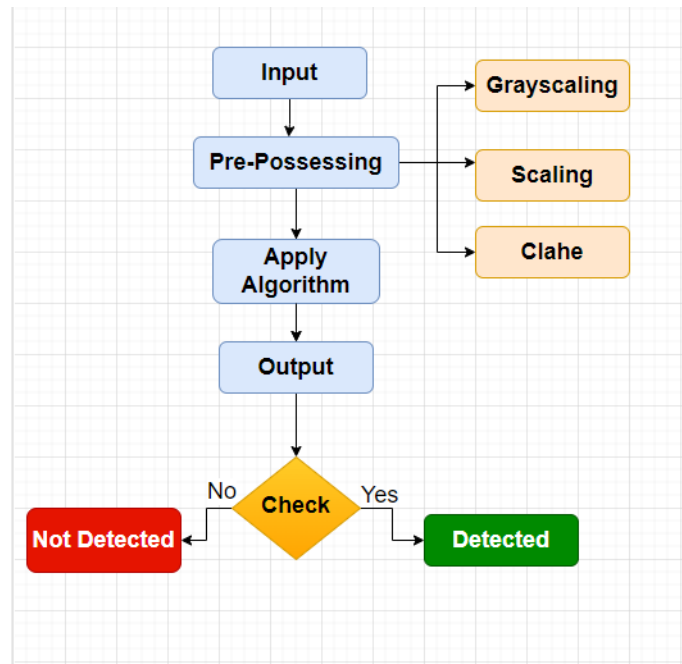 Input
Grayscaling
Pre-Possessing
Scaling
Clahe
Apply
Algorithm
Output
No
Check
Yes
Not Detected
Detected